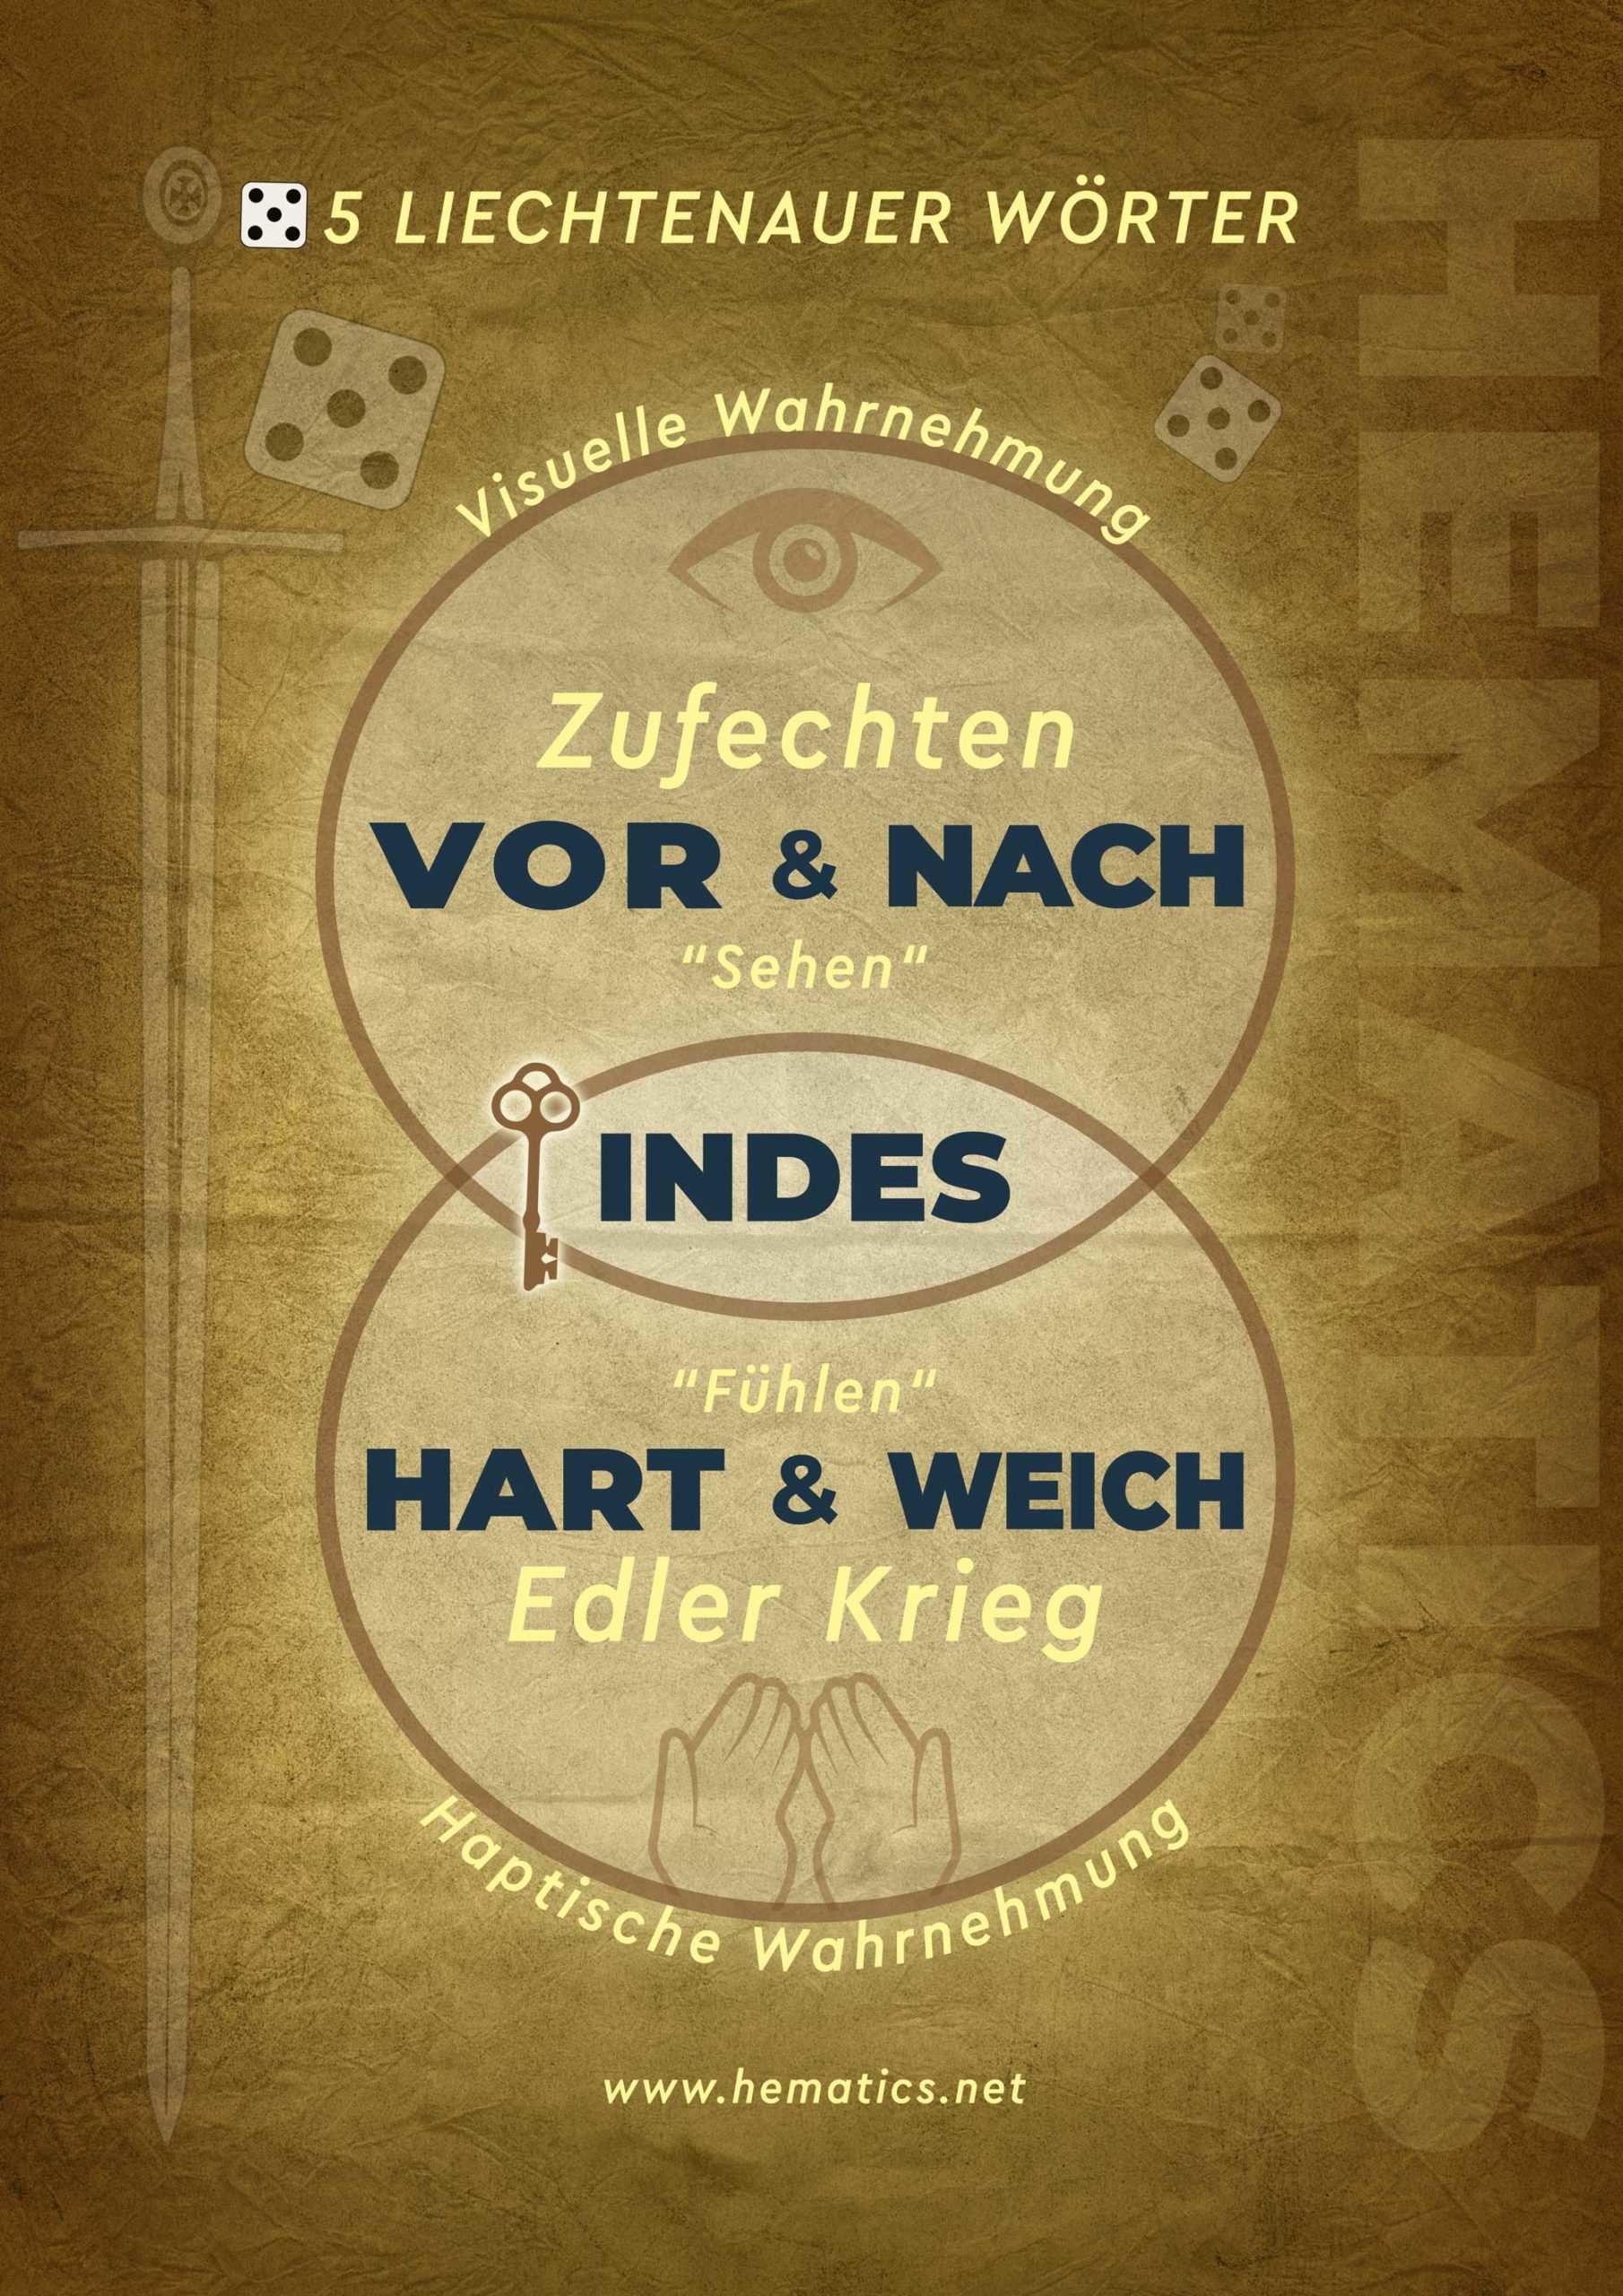 5 LIECHTENAUER WÖRTER
Visuelle Wahrnehmung
Zufechten
VOR & NACH
"Sehen"
INDES
"Fühlen"
HART & WEICH
Edler Krieg
Haptische Wahrnehmung
www.hematics.net
HEMATICS